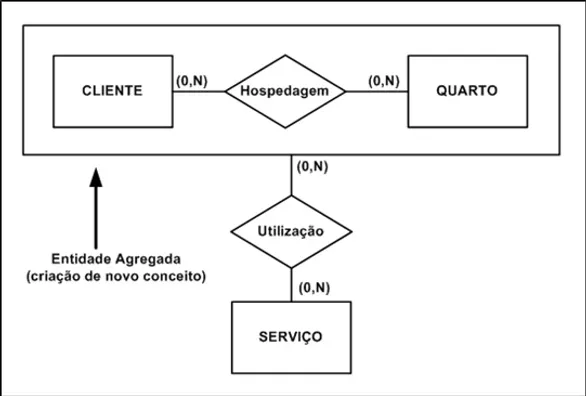 CLIENTE
(0,N)
Hospedagem
(0,N)
QUARTO
(0,N)
Utilização
Entidade Agregada
(criação de novo conceito)
(0,N)
SERVIÇO